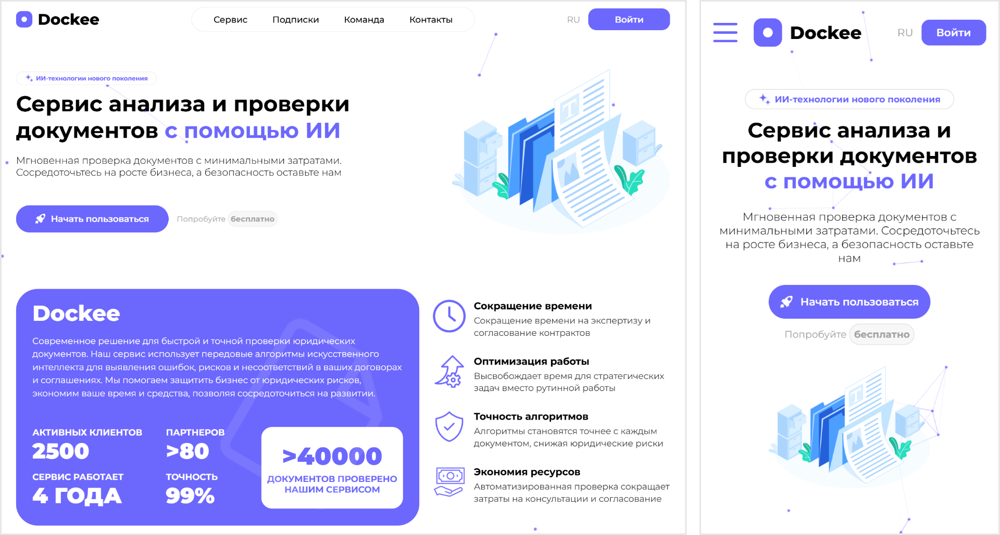 Dockee
Сервис
Подписки
Команда
Контакты
RU
Войти
ИИ-технологии нового поколения
Сервис анализа и проверки
документов с помощью ИИ
Мгновенная проверка документов с минимальными затратами.
Сосредоточьтесь на росте бизнеса, а безопасность оставьте нам
Начать пользоваться
Попробуйте бесплатно
Dockee
Современное решение для быстрой и точной проверки юридических
документов. Наш сервис использует передовые алгоритмы искусственного
интеллекта для выявления ошибок, рисков и несоответствий в ваших договорах
и соглашениях. Мы помогаем защитить бизнес от юридических рисков,
экономим ваше время и средства, позволяя сосредоточиться на развитии.
АКТИВНЫХ КЛИЕНТОВ
2500
ПАРТНЕРОВ
>80
СЕРВИС РАБОТАЕТ
4 ГОДА
ТОЧНОСТЬ
99%
>40000
ДОКУМЕНТОВ ПРОВЕРЕНО
НАШИМ СЕРВИСОМ
Сокращение времени
Сокращение времени на экспертизу и
согласование контрактов
Оптимизация работы
Высвобождает время для стратегических
задач вместо рутинной работы
Точность алгоритмов
Алгоритмы становятся точнее с каждым
документом, снижая юридические риски
Экономия ресурсов
Автоматизированная проверка сокращает
затраты на консультации и согласование
Dockee
RU
Войти
ИИ-технологии нового поколения
Сервис анализа и
проверки документов
с помощью ИИ
Мгновенная проверка документов с
минимальными затратами. Сосредоточьтесь
на росте бизнеса, а безопасность оставьте
нам
Начать пользоваться
Попробуйте бесплатно